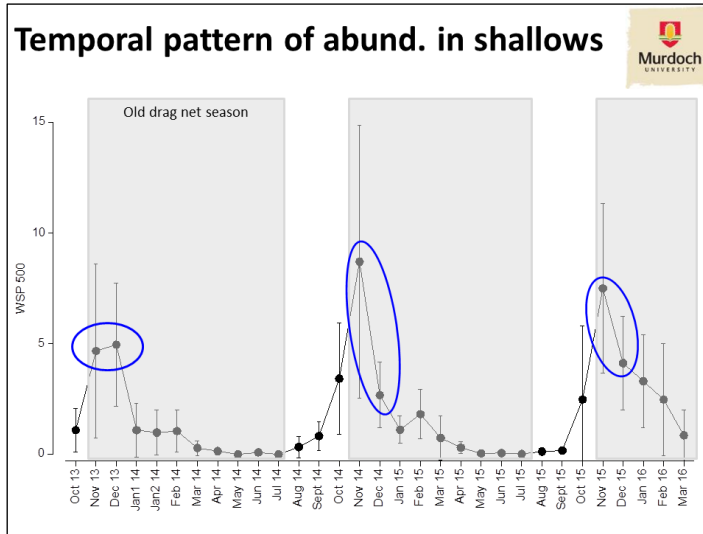 Temporal pattern of abund. in shallows
Murdoch
UNIVERSITY
Old drag net season
15
10
5
0
WSP 500
Oct 13
Nov 13
Dec 13
Jan1 14
Jan2 14
Feb 14
Mar 14
Apr 14
May 14
Jun 14
Jul 14
Aug 14
Sept 14
Oct 14
Nov 14
Dec 14
Jan 15
Feb 15
Mar 15
Apr 15
May 15
Jun 15
Jul 15
Aug 15
Sept 15
Oct 15
Nov 15
Dec 15
Jan 16
Feb 16
Mar 16